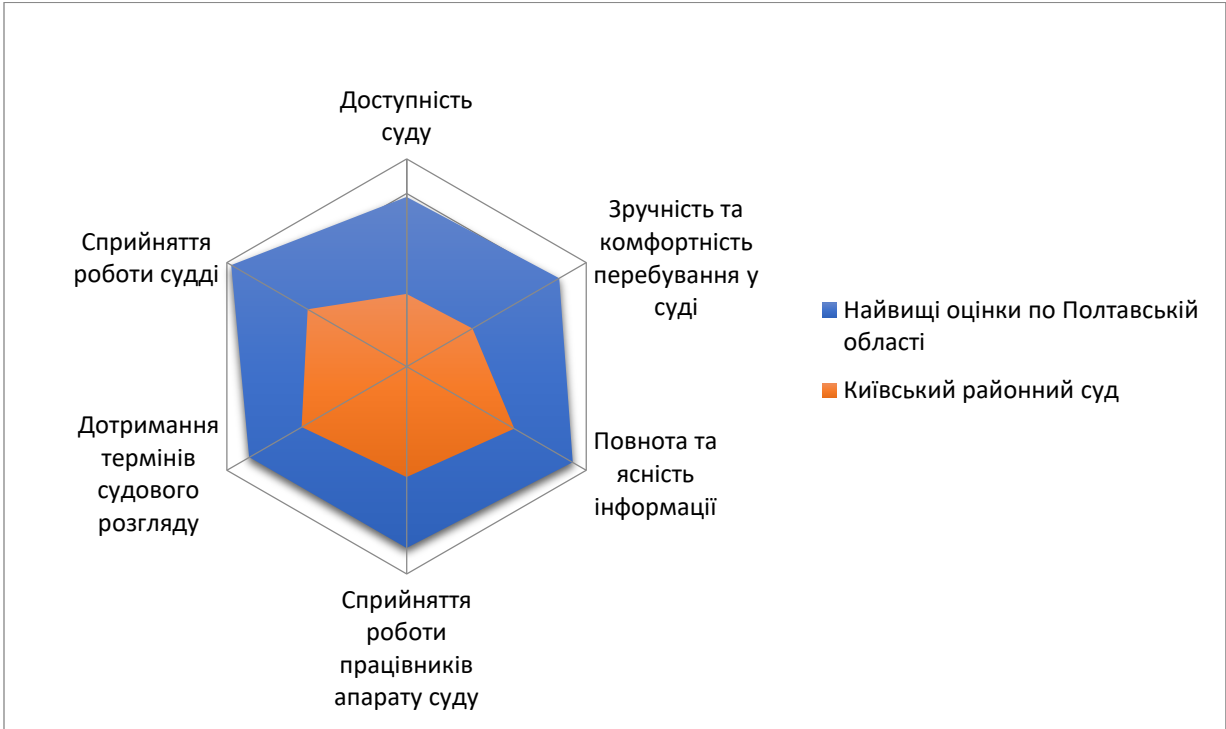 Доступність
суду
Зручність та
комфортність
перебування у
суді
Повнота та
ясність
інформації
Сприйняття
роботи
працівників
апарату суду
Дотримання
термінів
судового
розгляду
Сприйняття
роботи судді
Найвищі оцінки по Полтавській
області
Київський районний суд